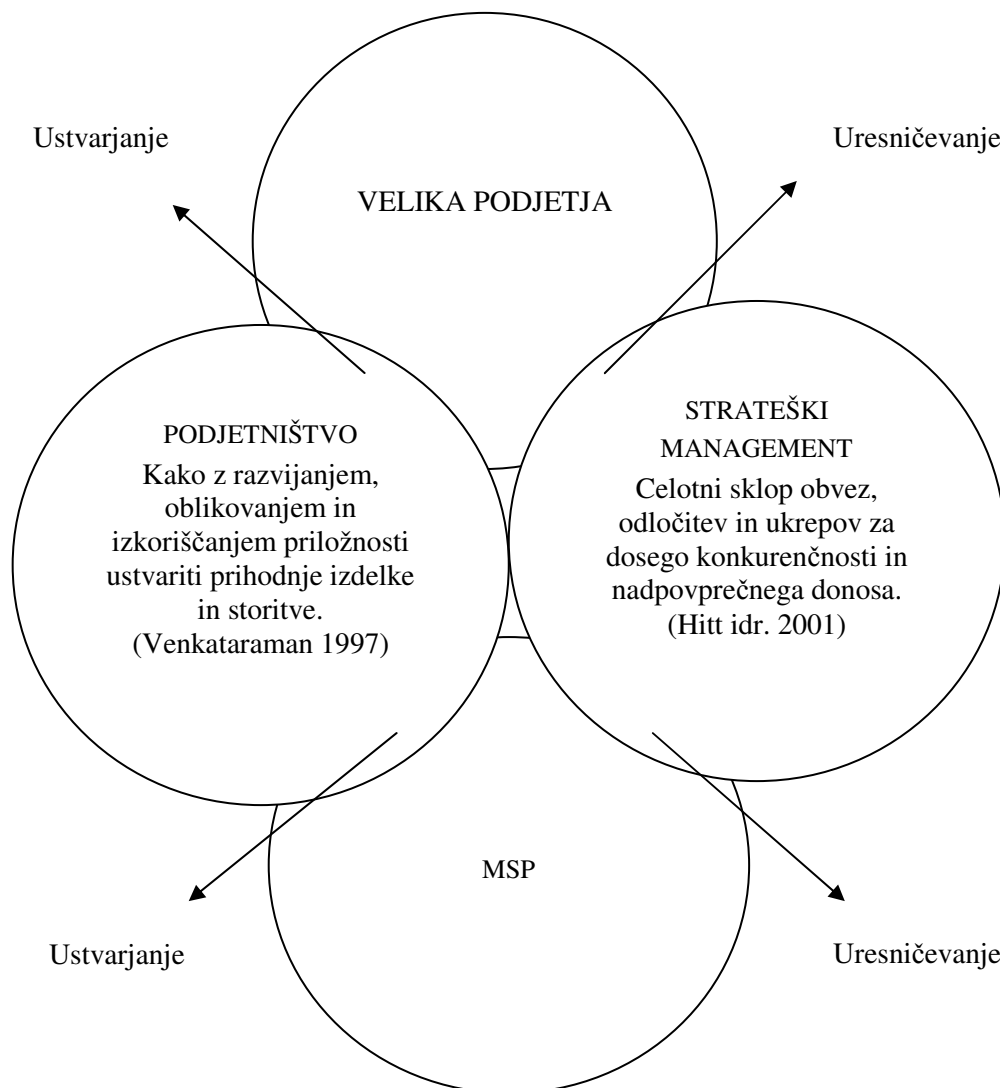 Ustvarjanje
Uresničevanje
VELIKA PODJETJA
PODJETNIŠTVO
Kako z razvijanjem,
oblikovanjem in
izkoriščanjem priložnosti
ustvariti prihodnje izdelke
in storitve.
(Venkataraman 1997)
STRATEŠKI
MANAGEMENT
Celotni sklop obvez,
odločitev in ukrepov za
dosego konkurenčnosti in
nadpovprečnega donosa.
(Hitt idr. 2001)
MSP
Ustvarjanje
Uresničevanje